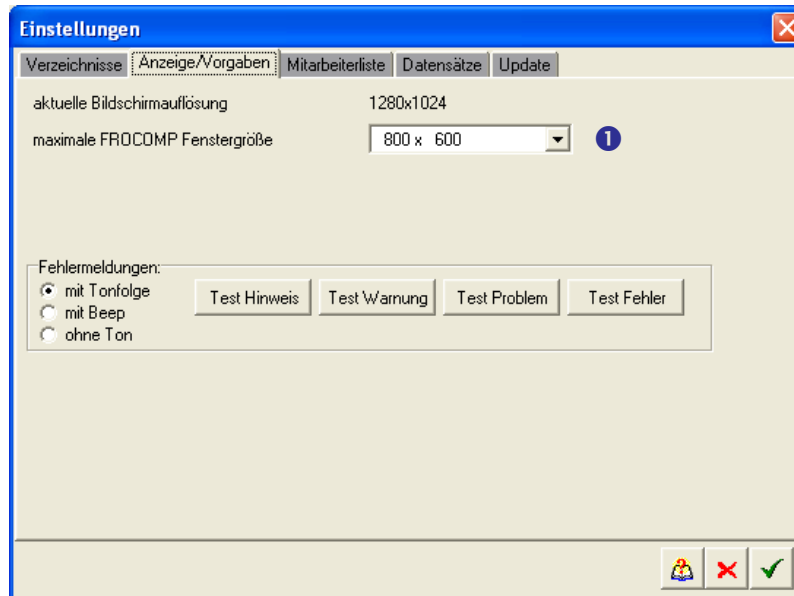 Einstellungen
Verzeichnisse Anzeige/Vorgaben Mitarbeiterliste Datensätze Update
aktuelle Bildschirmauflösung 1280x1024
maximale FROCOMP Fenstergröße 800 x 600 1
Fehlermeldungen:
mit Tonfolge
mit Beep
ohne Ton
Test Hinweis Test Warnung Test Problem Test Fehler